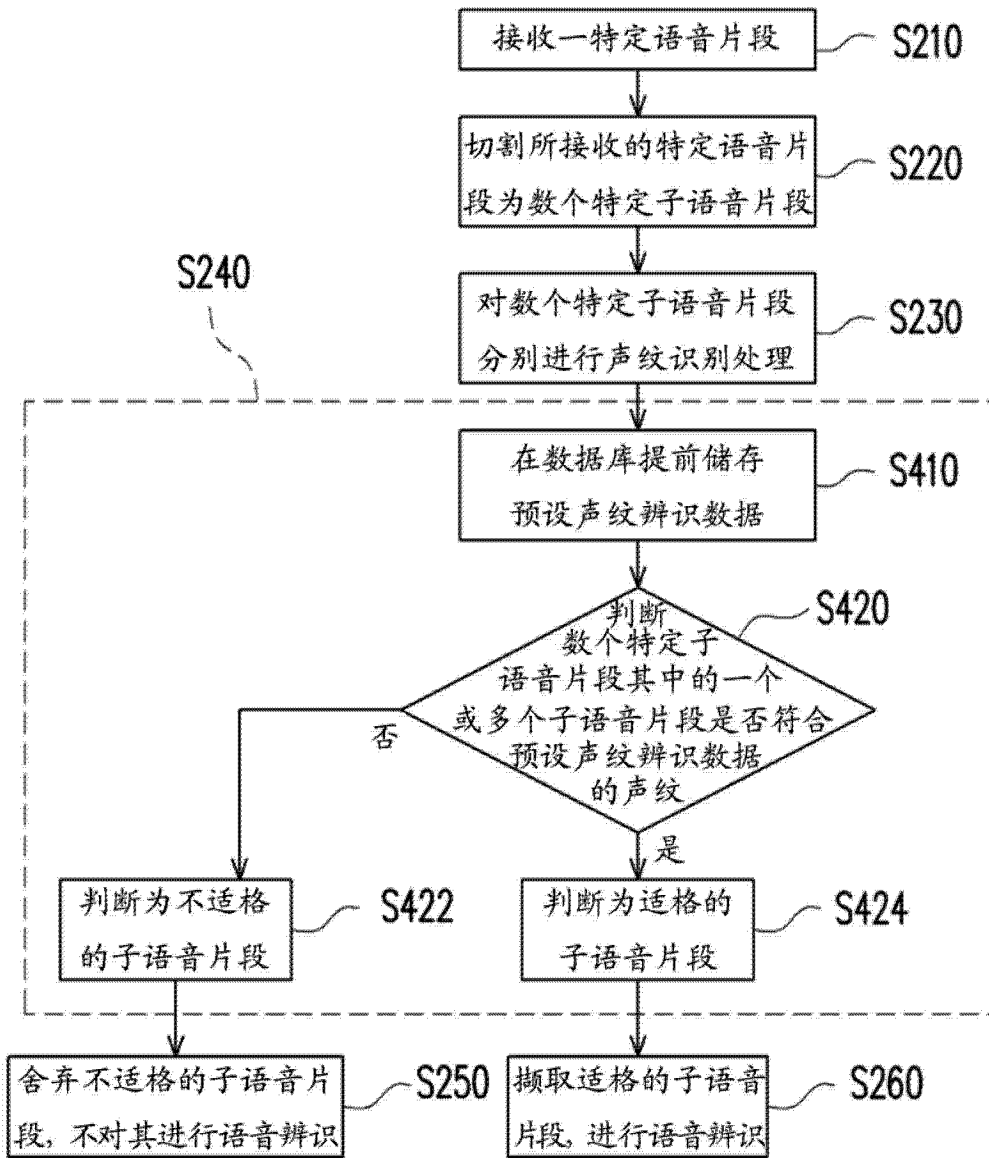 接收一特定语音片段
S210
切割所接收的特定语音片
段为数个特定子语音片段
S220
S240
对数个特定子语音片段
分别进行声纹识别处理
S230
在数据库提前储存
预设声纹辨识数据
S410
判断
数个特定子
语音片段其中的一个
或多个子语音片段是否符合
预设声纹辨识数据
的声纹
S420
否
是
判断为不适格
的子语音片段
S422
判断为适格的
子语音片段
S424
舍弃不适格的子语音片
段,不对其进行语音辨识
S250
撷取适格的子语音
片段,进行语音辨识
S260